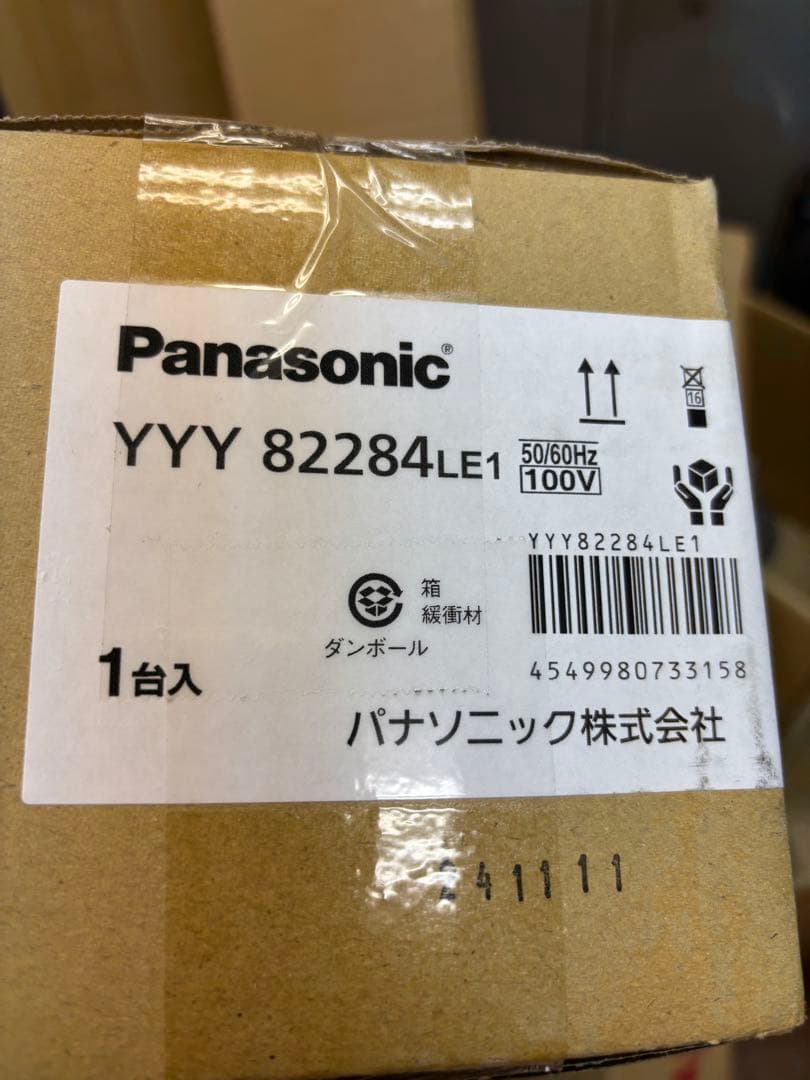 Panasonic®
YYY 82284LE1
50/60Hz
100V
16
YYY82284LE1
箱
緩衝材
ダンボール
4549980733158
1台入
パナソニック株式会社
241111